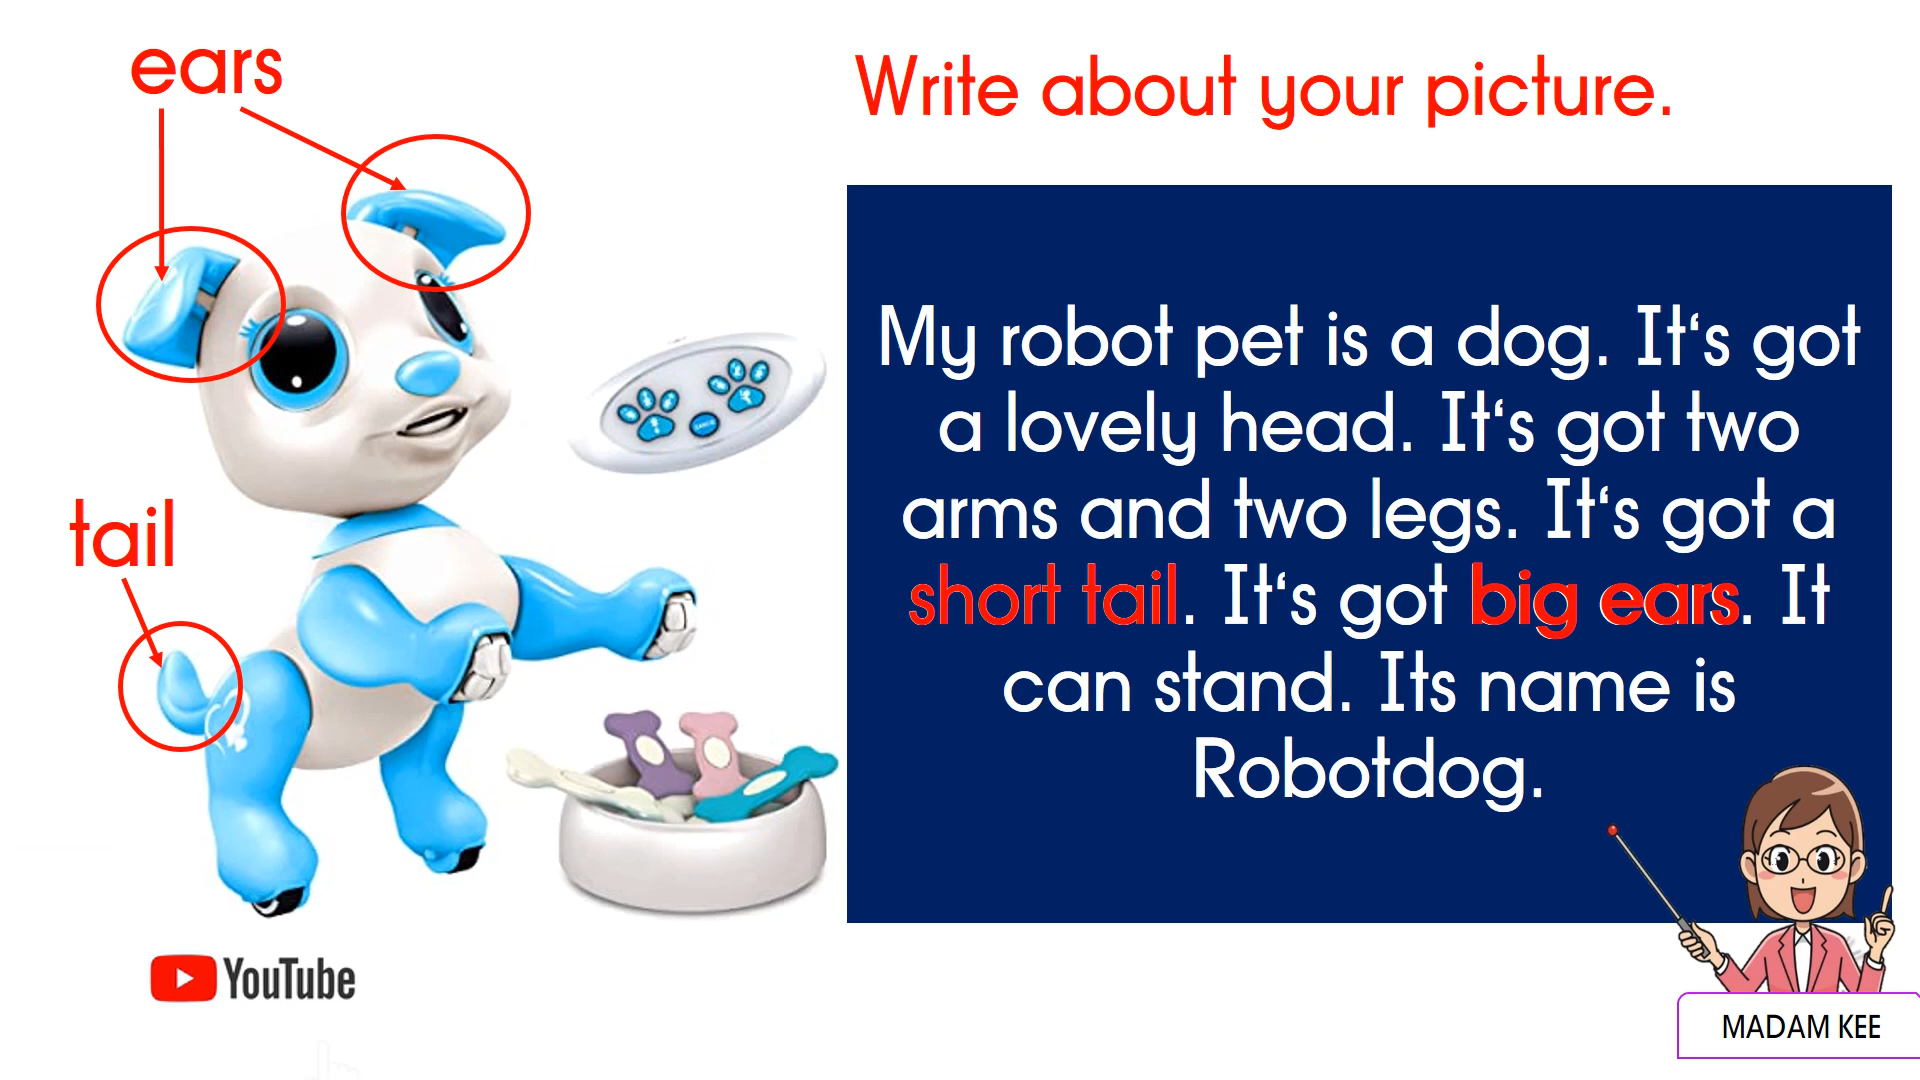 ears
Write about your picture.
My robot pet is a dog. It‘s got
a lovely head. It‘s got two
arms and two legs. It‘s got a
short tail. It‘s got big ears. It
can stand. Its name is
Robotdog.
tail
YouTube
MADAM KEE